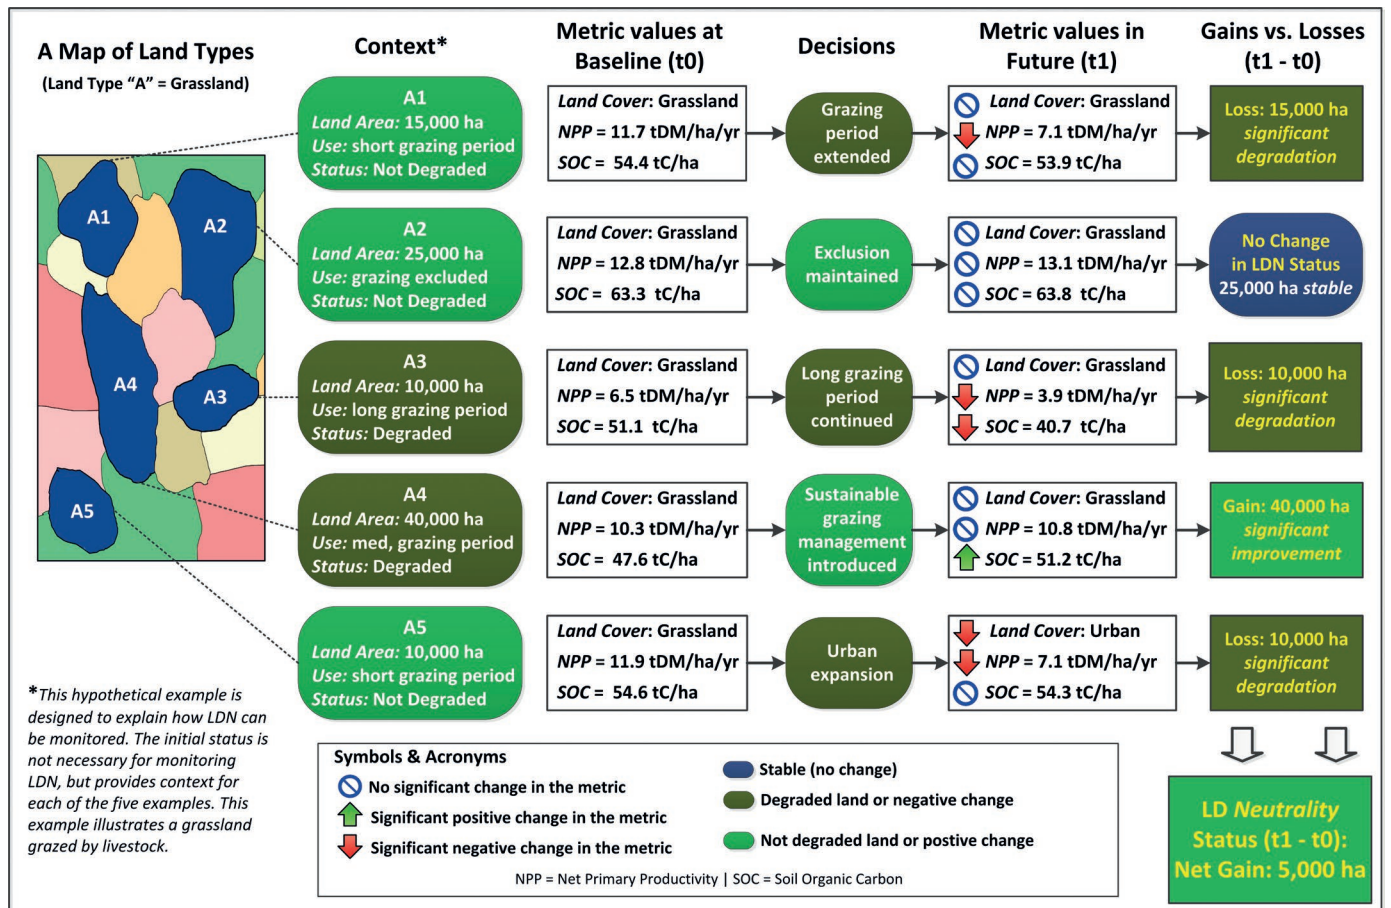 A Map of Land Types
(Land Type “A” = Grassland)
Context*
Metric values at
Baseline (t0)
Decisions
Metric values in
Future (t1)
Gains vs. Losses
(t1 - t0)
A1
A2
A4
A3
A5
A1
Land Area: 15,000 ha
Use: short grazing period
Status: Not Degraded
Land Cover: Grassland
NPP = 11.7 tDM/ha/yr
SOC = 54.4 tC/ha
Grazing
period
extended
Land Cover: Grassland
NPP = 7.1 tDM/ha/yr
SOC = 53.9 tC/ha
Loss: 15,000 ha
significant
degradation
A2
Land Area: 25,000 ha
Use: grazing excluded
Status: Not Degraded
Land Cover: Grassland
NPP = 12.8 tDM/ha/yr
SOC = 63.3 tC/ha
Exclusion
maintained
Land Cover: Grassland
NPP = 13.1 tDM/ha/yr
SOC = 63.8 tC/ha
No Change
in LDN Status
25,000 ha stable
A3
Land Area: 10,000 ha
Use: long grazing period
Status: Degraded
Land Cover: Grassland
NPP = 6.5 tDM/ha/yr
SOC = 51.1 tC/ha
Long grazing
period
continued
Land Cover: Grassland
NPP = 3.9 tDM/ha/yr
SOC = 40.7 tC/ha
Loss: 10,000 ha
significant
degradation
A4
Land Area: 40,000 ha
Use: med, grazing period
Status: Degraded
Land Cover: Grassland
NPP = 10.3 tDM/ha/yr
SOC = 47.6 tC/ha
Sustainable
grazing
management
introduced
Land Cover: Grassland
NPP = 10.8 tDM/ha/yr
SOC = 51.2 tC/ha
Gain: 40,000 ha
significant
improvement
A5
Land Area: 10,000 ha
Use: short grazing period
Status: Not Degraded
Land Cover: Grassland
NPP = 11.9 tDM/ha/yr
SOC = 54.6 tC/ha
Urban
expansion
Land Cover: Urban
NPP = 7.1 tDM/ha/yr
SOC = 54.3 tC/ha
Loss: 10,000 ha
significant
degradation
*This hypothetical example is
designed to explain how LDN can
be monitored. The initial status is
not necessary for monitoring
LDN, but provides context for
each of the five examples. This
example illustrates a grassland
grazed by livestock.
Symbols & Acronyms
No significant change in the metric
Significant positive change in the metric
Significant negative change in the metric
Stable (no change)
Degraded land or negative change
Not degraded land or postive change
NPP = Net Primary Productivity | SOC = Soil Organic Carbon
LD Neutrality
Status (t1 - t0):
Net Gain: 5,000 ha